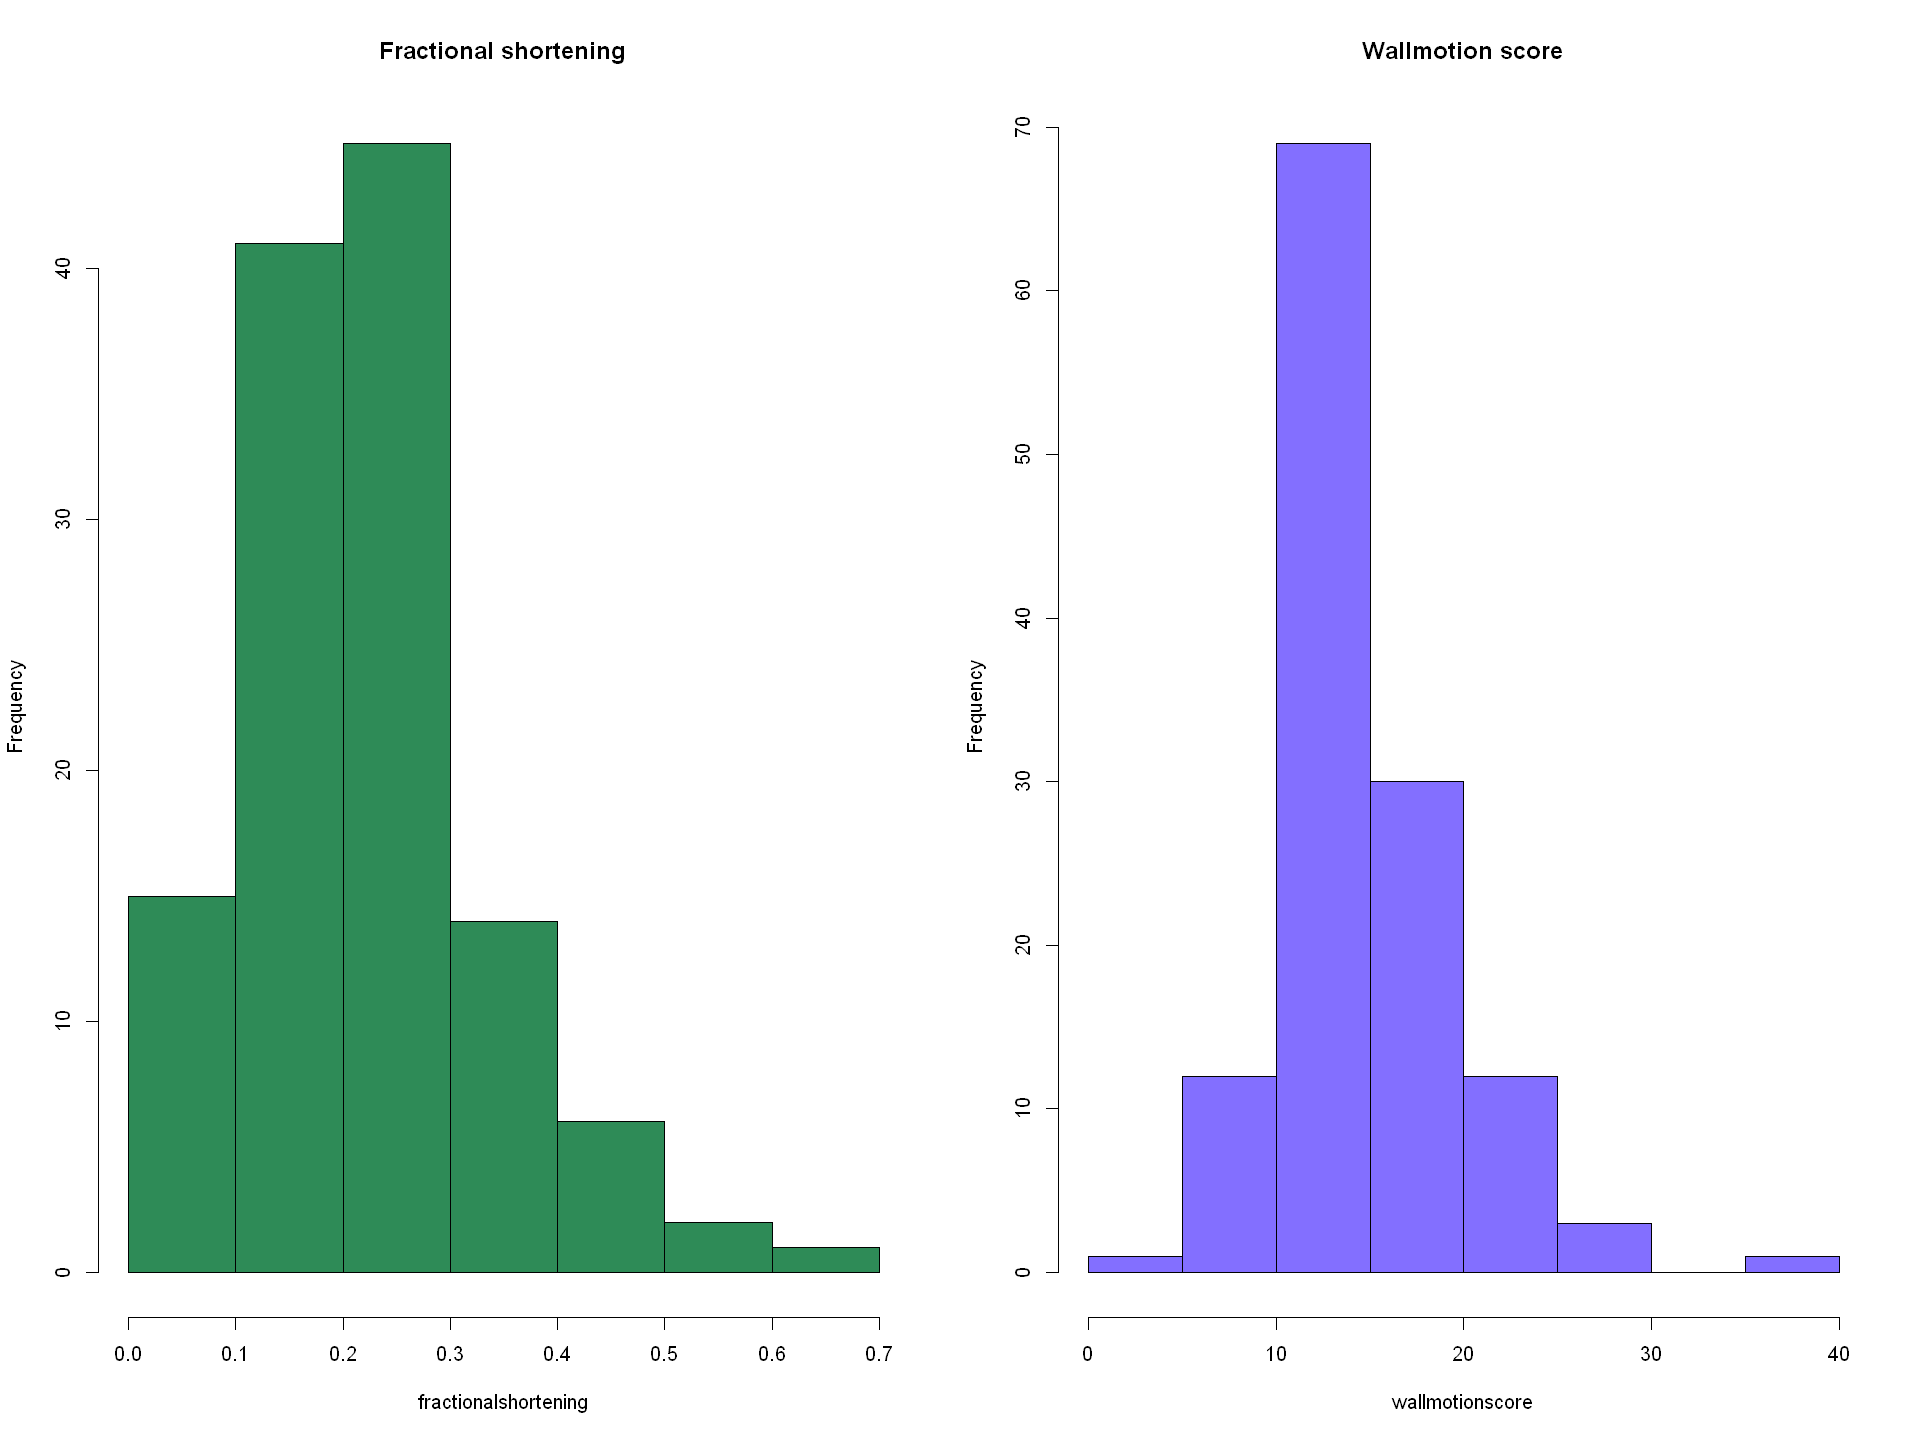 Fractional shortening
Frequency
40
30
20
10
0
0.0 0.1 0.2 0.3 0.4 0.5 0.6 0.7
fractionalshortening
Wallmotion score
Frequency
70
60
50
40
30
20
10
0
0 10 20 30 40
wallmotionscore